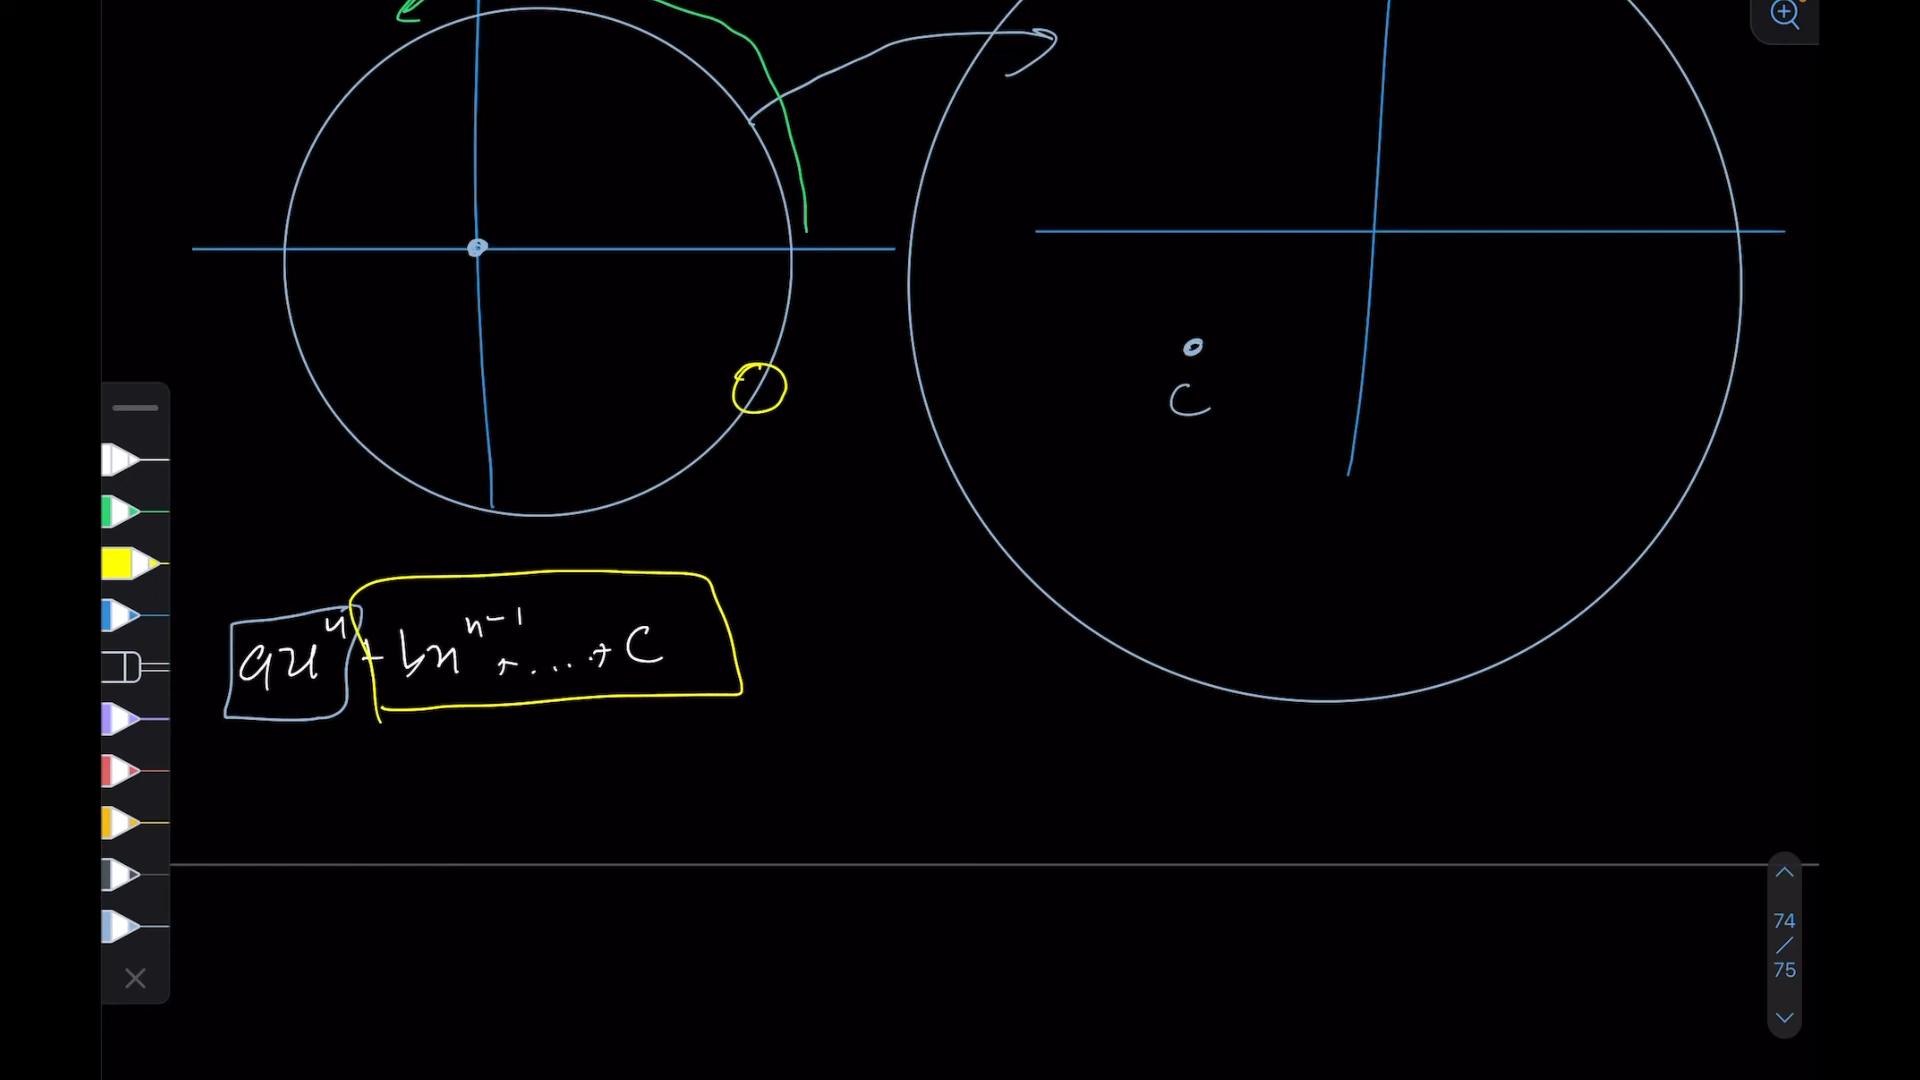 C
ax^n + bx^{n-1} + .... + C
74
/
75